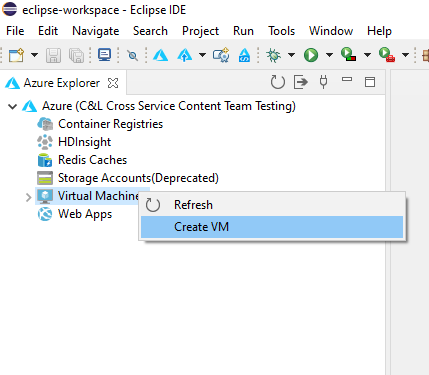 eclipse-workspace - Eclipse IDE
File Edit Navigate Search Project Run Tools Window Help
Azure Explorer
Azure (C&L Cross Service Content Team Testing)
Container Registries
HDInsight
Redis Caches
Storage Accounts(Deprecated)
Virtual Machine
Refresh
Create VM
Web Apps